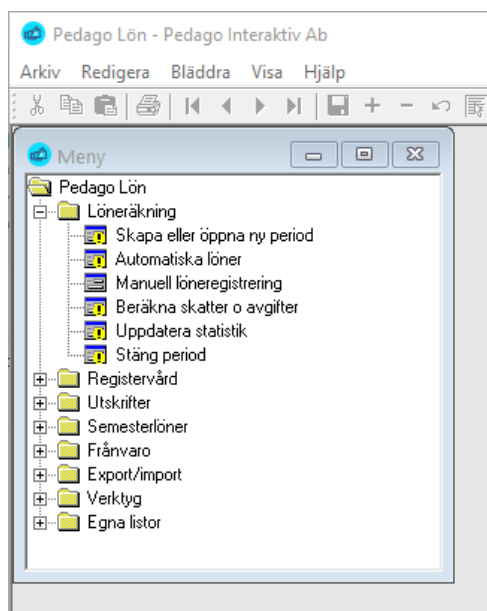 Pedago Lön - Pedago Interaktiv Ab
Arkiv Redigera Bläddra Visa Hjälp
Meny
Pedago Lön
Löneräkning
Skapa eller öppna ny period
Automatiska löner
Manuell löneregistrering
Beräkna skatter o avgifter
Uppdatera statistik
Stäng period
Registervård
Utskrifter
Semesterlöner
Frånvaro
Export/import
Verktyg
Egna listor